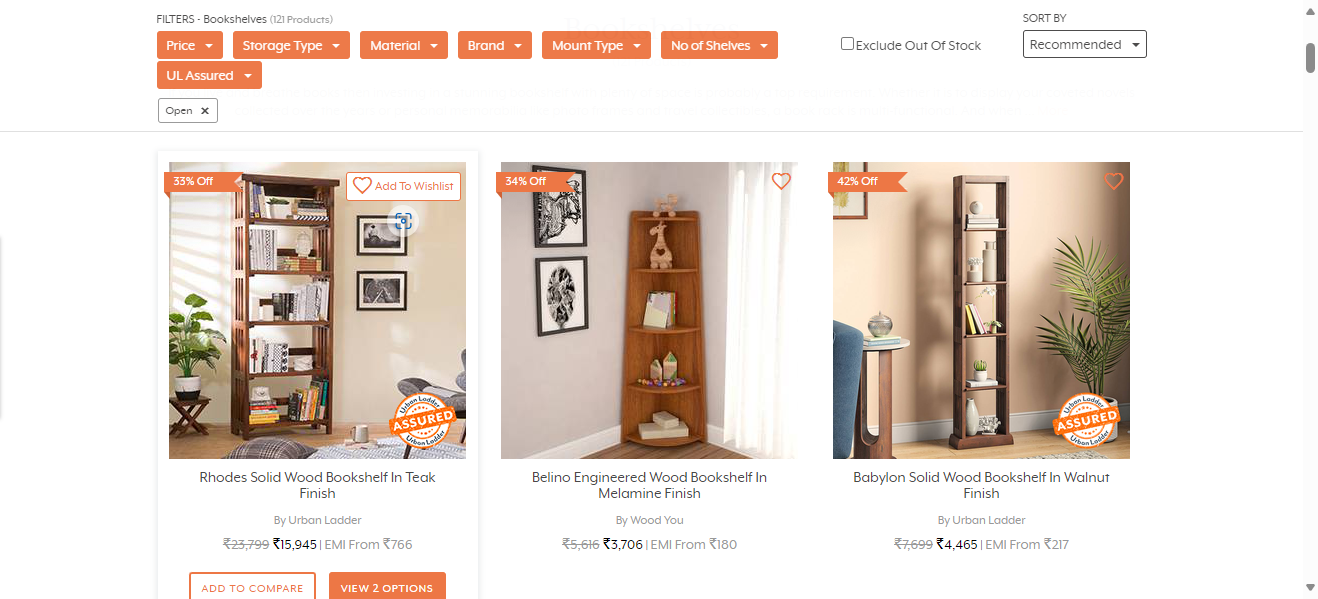 FILTERS - Bookshelves (121 Products)
SORT BY
Price
Storage Type
Material
Brand
Mount Type
No of Shelves
Exclude Out Of Stock
Recommended
UL Assured
Open ✕
33% Off
Add To Wishlist
34% Off
42% Off
Urban Ladder
ASSURED
Urban Ladder
Urban Ladder
ASSURED
Urban Ladder
Rhodes Solid Wood Bookshelf In Teak
Finish
By Urban Ladder
₹23,799 ₹15,945 | EMI From ₹766
ADD TO COMPARE
VIEW 2 OPTIONS
Belino Engineered Wood Bookshelf In
Melamine Finish
By Wood You
₹5,616 ₹3,706 | EMI From ₹180
Babylon Solid Wood Bookshelf In Walnut
Finish
By Urban Ladder
₹7,699 ₹4,465 | EMI From ₹217